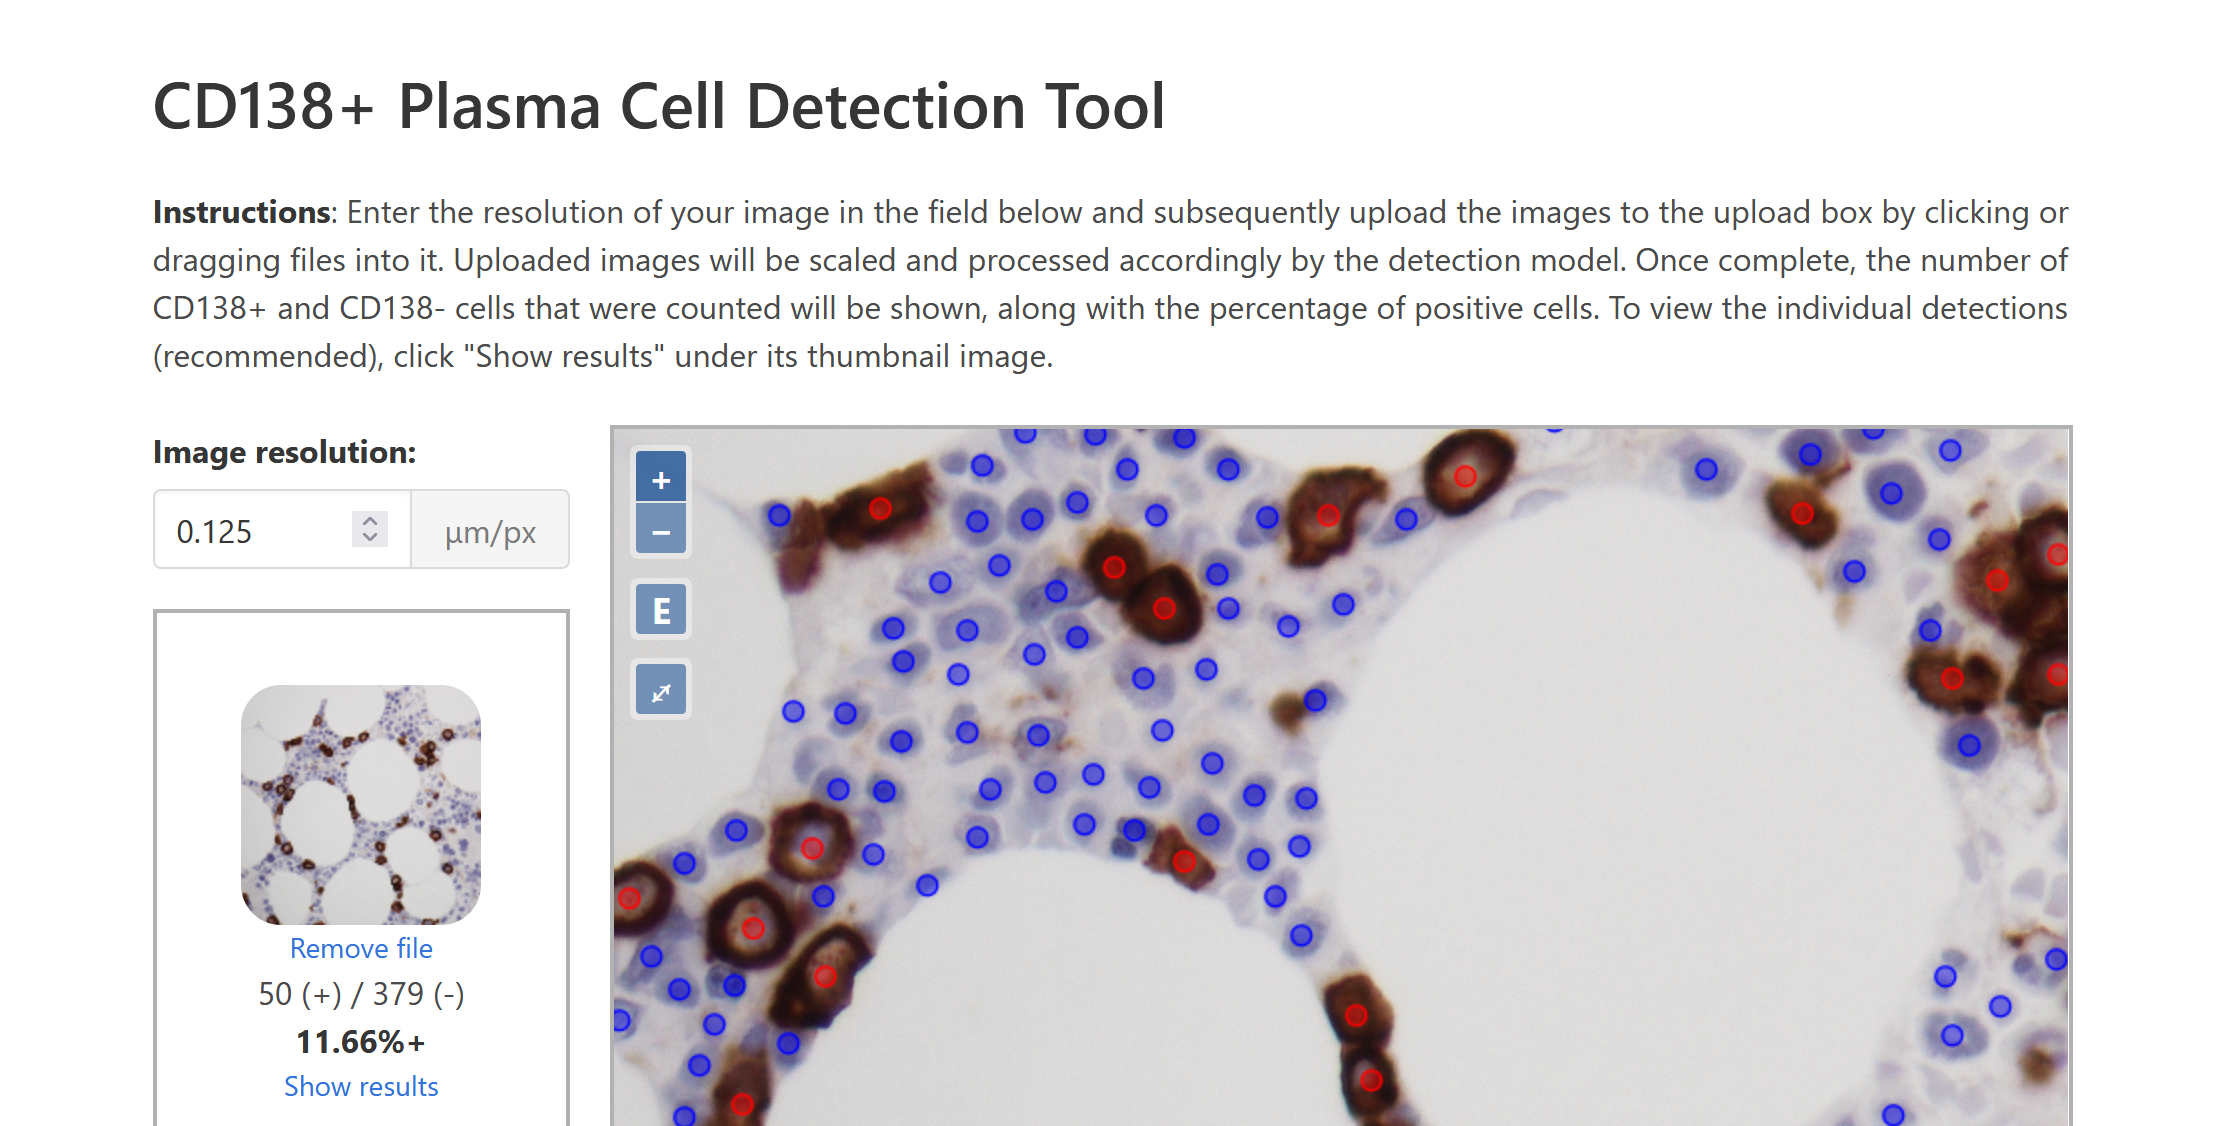 CD138+ Plasma Cell Detection Tool
Instructions: Enter the resolution of your image in the field below and subsequently upload the images to the upload box by clicking or
dragging files into it. Uploaded images will be scaled and processed accordingly by the detection model. Once complete, the number of
CD138+ and CD138- cells that were counted will be shown, along with the percentage of positive cells. To view the individual detections
(recommended), click "Show results" under its thumbnail image.
Image resolution:
0.125 µm/px
+
−
E
Remove file
50 (+) / 379 (-)
11.66%+
Show results